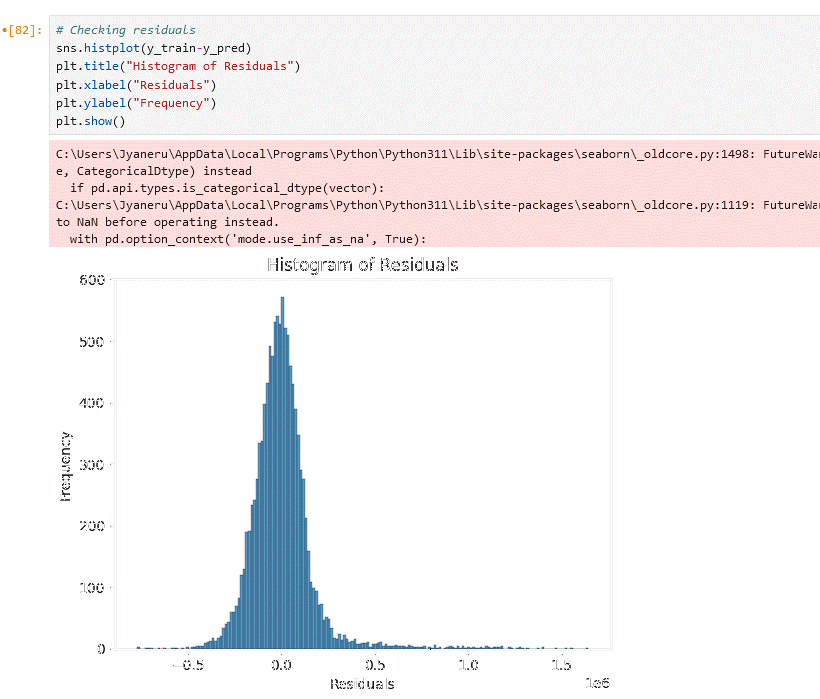 [82]: # Checking residuals
sns.histplot(y_train-y_pred)
plt.title("Histogram of Residuals")
plt.xlabel("Residuals")
plt.ylabel("Frequency")
plt.show()
C:\Users\Jyaneru\AppData\Local\Programs\Python\Python311\Lib\site-packages\seaborn\_oldcore.py:1498: FutureWar
e, CategoricalDtype) instead
if pd.api.types.is_categorical_dtype(vector):
C:\Users\Jyaneru\AppData\Local\Programs\Python\Python311\Lib\site-packages\seaborn\_oldcore.py:1119: FutureWar
to NaN before operating instead.
with pd.option_context('mode.use_inf_as_na', True):
Histogram of Residuals
600
500
400
300
200
100
0
Frequency
−0.5 0.0 0.5 1.0 1.5
1e6
Residuals